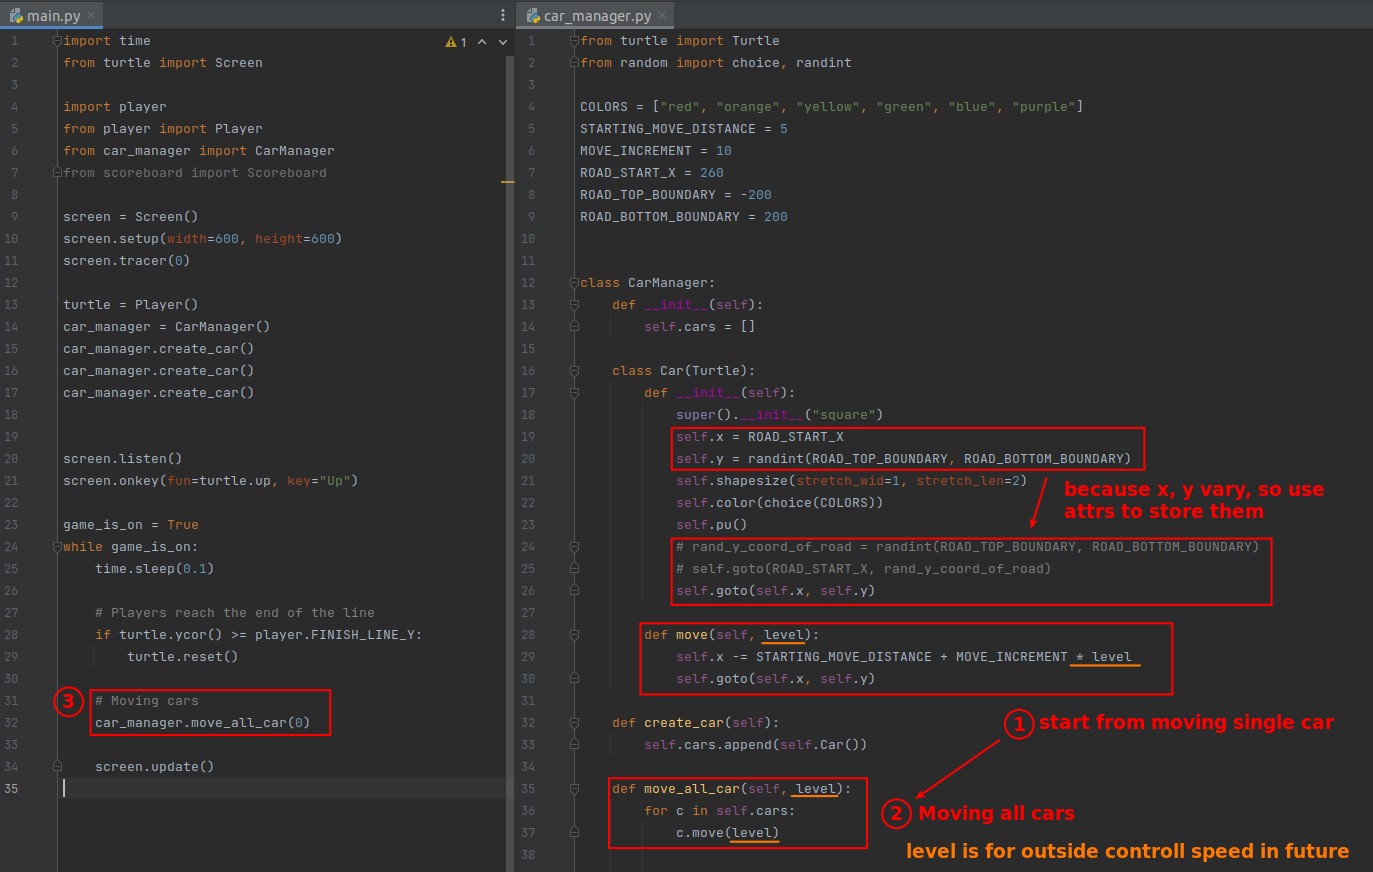 main.py
1 import time
2 from turtle import Screen
3
4 import player
5 from player import Player
6 from car_manager import CarManager
7 from scoreboard import Scoreboard
8
9 screen = Screen()
10 screen.setup(width=600, height=600)
11 screen.tracer(0)
12
13 turtle = Player()
14 car_manager = CarManager()
15 car_manager.create_car()
16 car_manager.create_car()
17 car_manager.create_car()
18
19
20 screen.listen()
21 screen.onkey(fun=turtle.up, key="Up")
22
23 game_is_on = True
24 while game_is_on:
25     time.sleep(0.1)
26
27     # Players reach the end of the line
28     if turtle.ycor() >= player.FINISH_LINE_Y:
29         turtle.reset()
30
31     # Moving cars
32     car_manager.move_all_car(0)
33
34     screen.update()
35
1
3
car_manager.py
1 from turtle import Turtle
2 from random import choice, randint
3
4 COLORS = ["red", "orange", "yellow", "green", "blue", "purple"]
5 STARTING_MOVE_DISTANCE = 5
6 MOVE_INCREMENT = 10
7 ROAD_START_X = 260
8 ROAD_TOP_BOUNDARY = -200
9 ROAD_BOTTOM_BOUNDARY = 200
10
11
12 class CarManager:
13     def __init__(self):
14         self.cars = []
15
16     class Car(Turtle):
17         def __init__(self):
18             super().__init__("square")
19             self.x = ROAD_START_X
20             self.y = randint(ROAD_TOP_BOUNDARY, ROAD_BOTTOM_BOUNDARY)
21             self.shapesize(stretch_wid=1, stretch_len=2)
22             self.color(choice(COLORS))
23             self.pu()
24             # rand_y_coord_of_road = randint(ROAD_TOP_BOUNDARY, ROAD_BOTTOM_BOUNDARY)
25             # self.goto(ROAD_START_X, rand_y_coord_of_road)
26             self.goto(self.x, self.y)
27
28         def move(self, level):
29             self.x -= STARTING_MOVE_DISTANCE + MOVE_INCREMENT * level
30             self.goto(self.x, self.y)
31
32     def create_car(self):
33         self.cars.append(self.Car())
34
35     def move_all_car(self, level):
36         for c in self.cars:
37             c.move(level)
38
because x, y vary, so use
attrs to store them
1 start from moving single car
2 Moving all cars
level is for outside controll speed in future